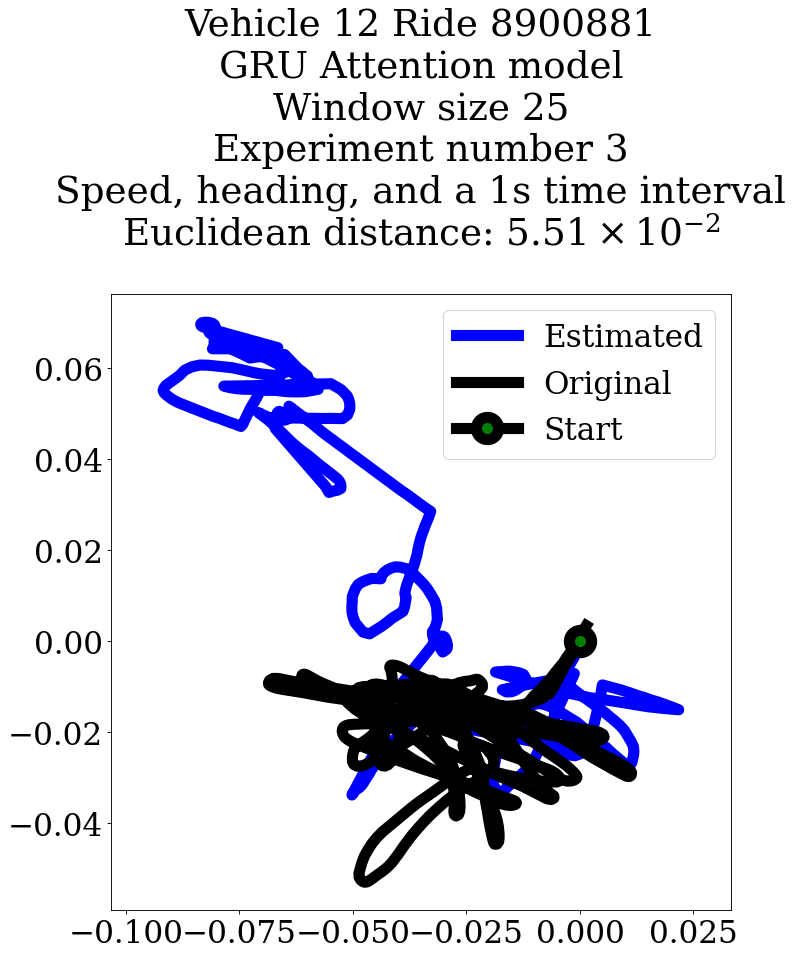 Vehicle 12 Ride 8900881
GRU Attention model
Window size 25
Experiment number 3
Speed, heading, and a 1s time interval
Euclidean distance: 5.51 × 10⁻²
Estimated
Original
Start
0.06
0.04
0.02
0.00
−0.02
−0.04
−0.100 −0.075 −0.050 −0.025 0.000 0.025